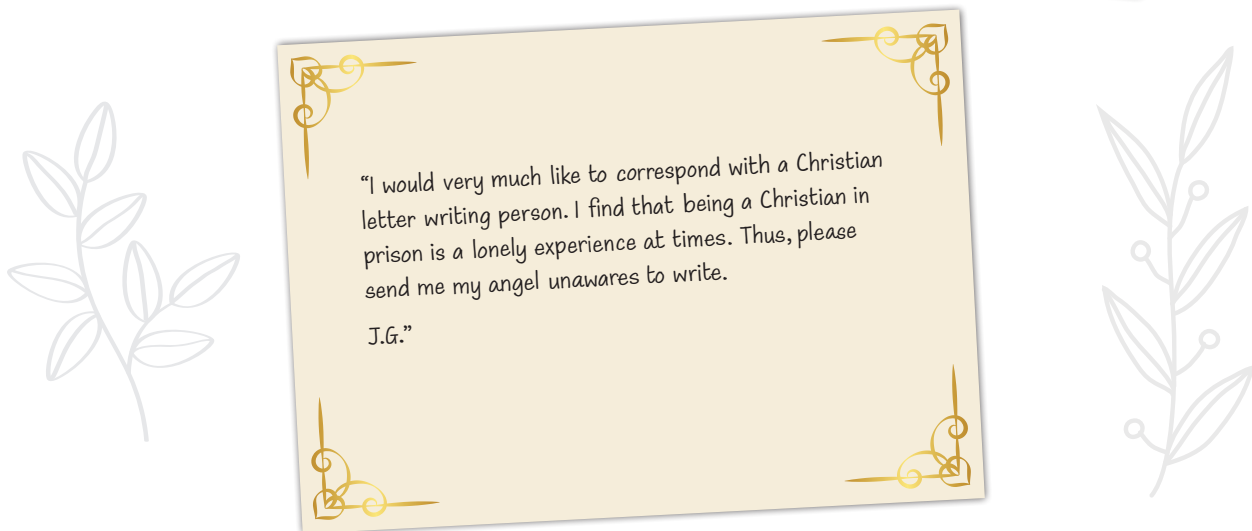 “I would very much like to correspond with a Christian
letter writing person. I find that being a Christian in
prison is a lonely experience at times. Thus, please
send me my angel unawares to write.
J.G.”